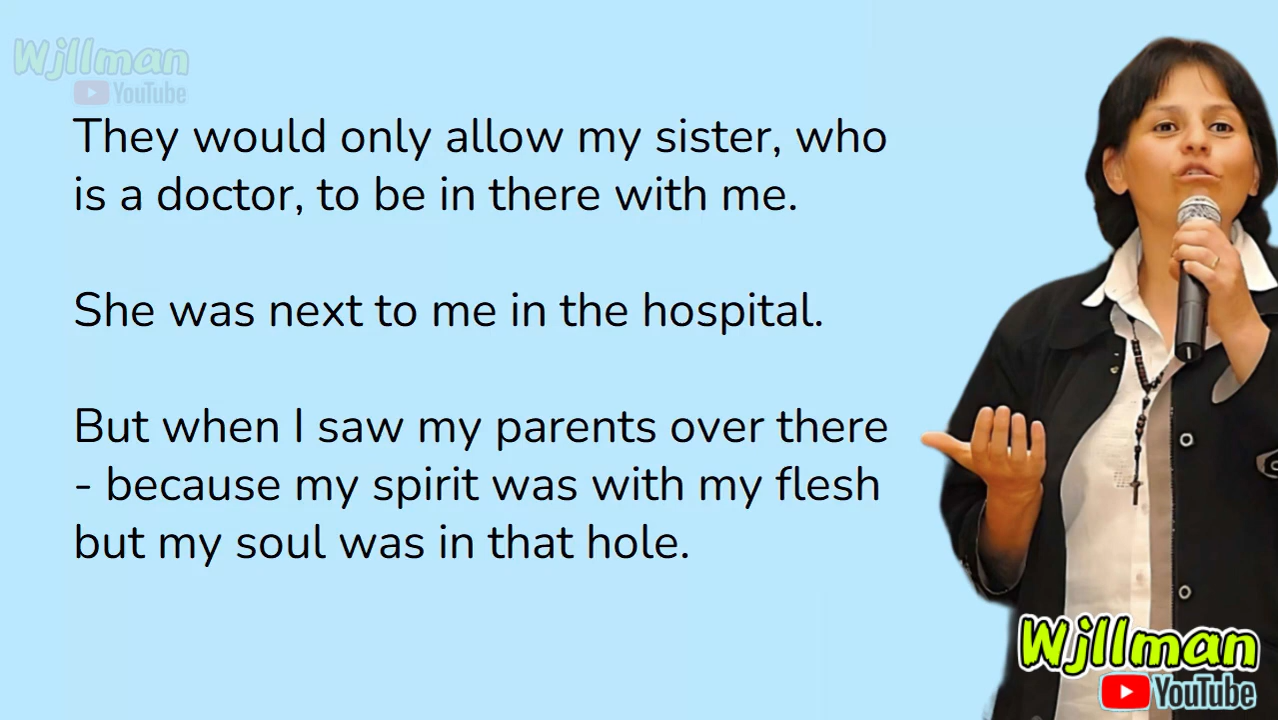 Wjllman
YouTube
They would only allow my sister, who
is a doctor, to be in there with me.
She was next to me in the hospital.
But when I saw my parents over there
- because my spirit was with my flesh
but my soul was in that hole.
Wjllman
YouTube